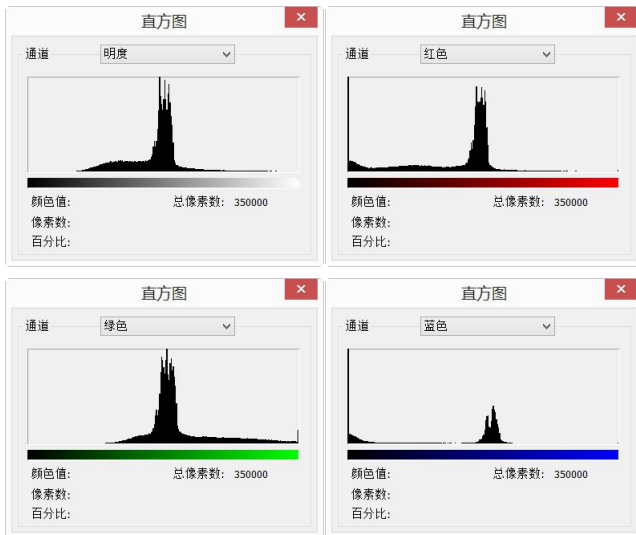 直方图
通道 明度
颜色值: 总像素数: 350000
像素数:
百分比:
直方图
通道 红色
颜色值: 总像素数: 350000
像素数:
百分比:
直方图
通道 绿色
颜色值: 总像素数: 350000
像素数:
百分比:
直方图
通道 蓝色
颜色值: 总像素数: 350000
像素数:
百分比: